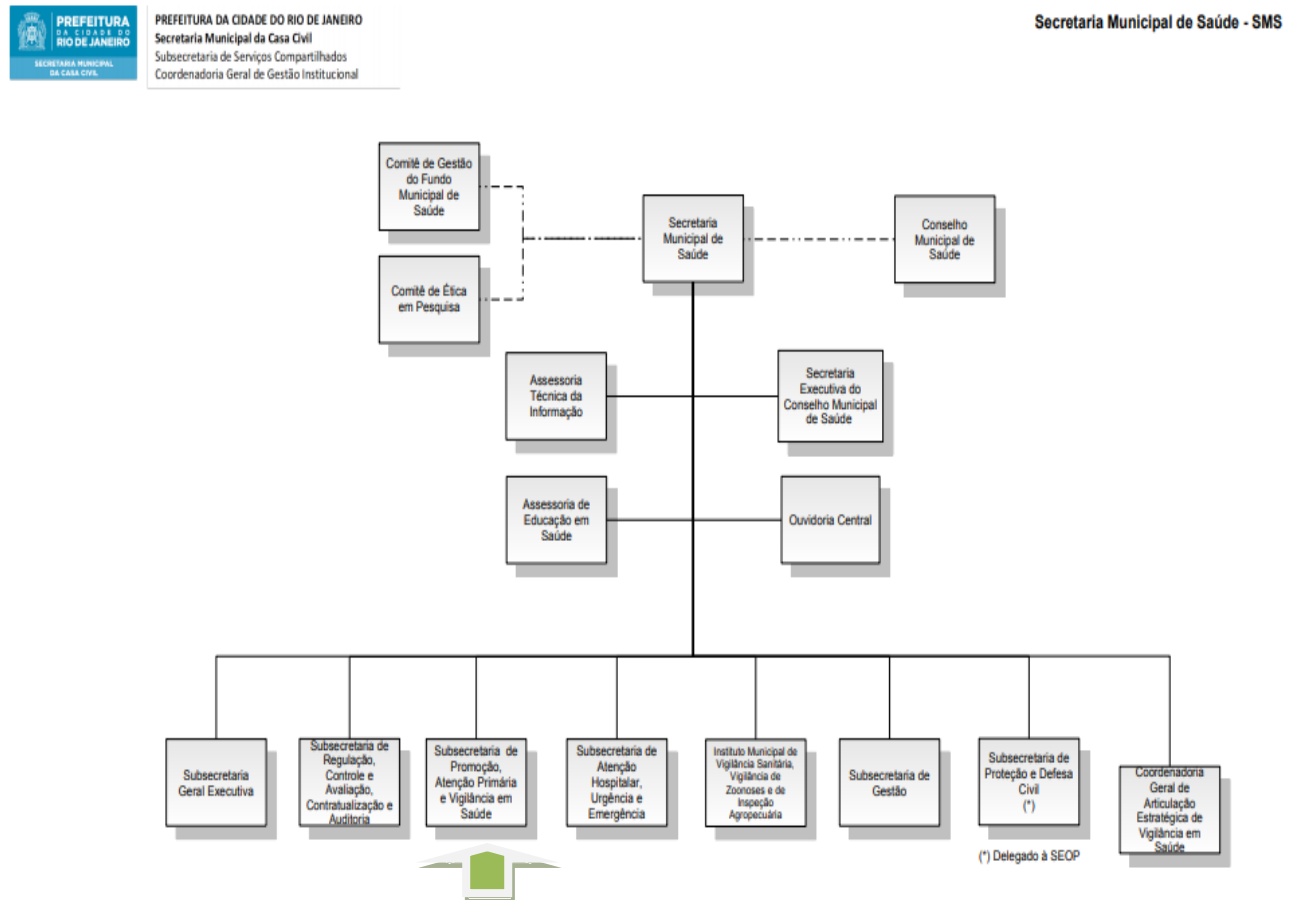 PREFEITURA
DA CIDADE DO
RIO DE JANEIRO
SECRETARIA MUNICIPAL
DA CASA CIVIL
PREFEITURA DA CIDADE DO RIO DE JANEIRO
Secretaria Municipal da Casa Civil
Subsecretaria de Serviços Compartilhados
Coordenadoria Geral de Gestão Institucional
Secretaria Municipal de Saúde - SMS
Comitê de Gestão
do Fundo
Municipal de
Saúde
Secretaria
Municipal de
Saúde
Conselho
Municipal de
Saúde
Comitê de Ética
em Pesquisa
Assessoria
Técnica da
Informação
Secretaria
Executiva do
Conselho Municipal
de Saúde
Assessoria de
Educação em
Saúde
Ouvidoria Central
Subsecretaria
Geral Executiva
Subsecretaria de
Regulação,
Controle e
Avaliação,
Contratualização e
Auditoria
Subsecretaria de
Promoção,
Atenção Primária
e Vigilância em
Saúde
Subsecretaria de
Atenção
Hospitalar,
Urgência e
Emergência
Instituto Municipal de
Vigilância Sanitária,
Vigilância de
Zoonoses e de
Inspeção
Agropecuária
Subsecretaria de
Gestão
Subsecretaria de
Proteção e Defesa
Civil
(*)
(*) Delegado à SEOP
Coordenadoria
Geral de
Articulação
Estratégica de
Vigilância em
Saúde